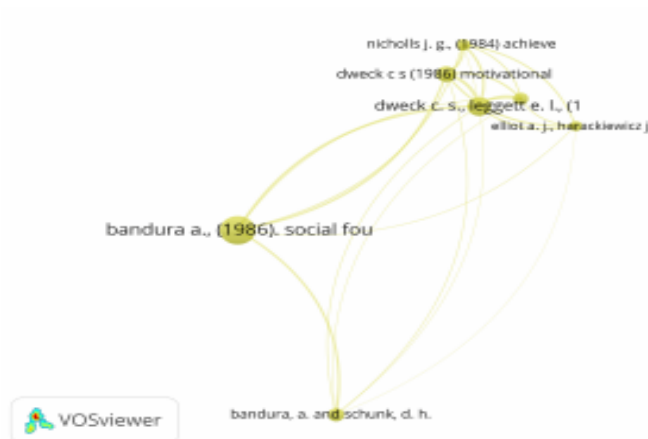 nicholls j. g., (1984) achieve
dweck c s (1986) motivational
dweck c. s., leggett e. l., (1
elliot a. j., harackiewicz j
bandura a., (1986). social fou
bandura, a. and schunk, d. h.
VOSviewer